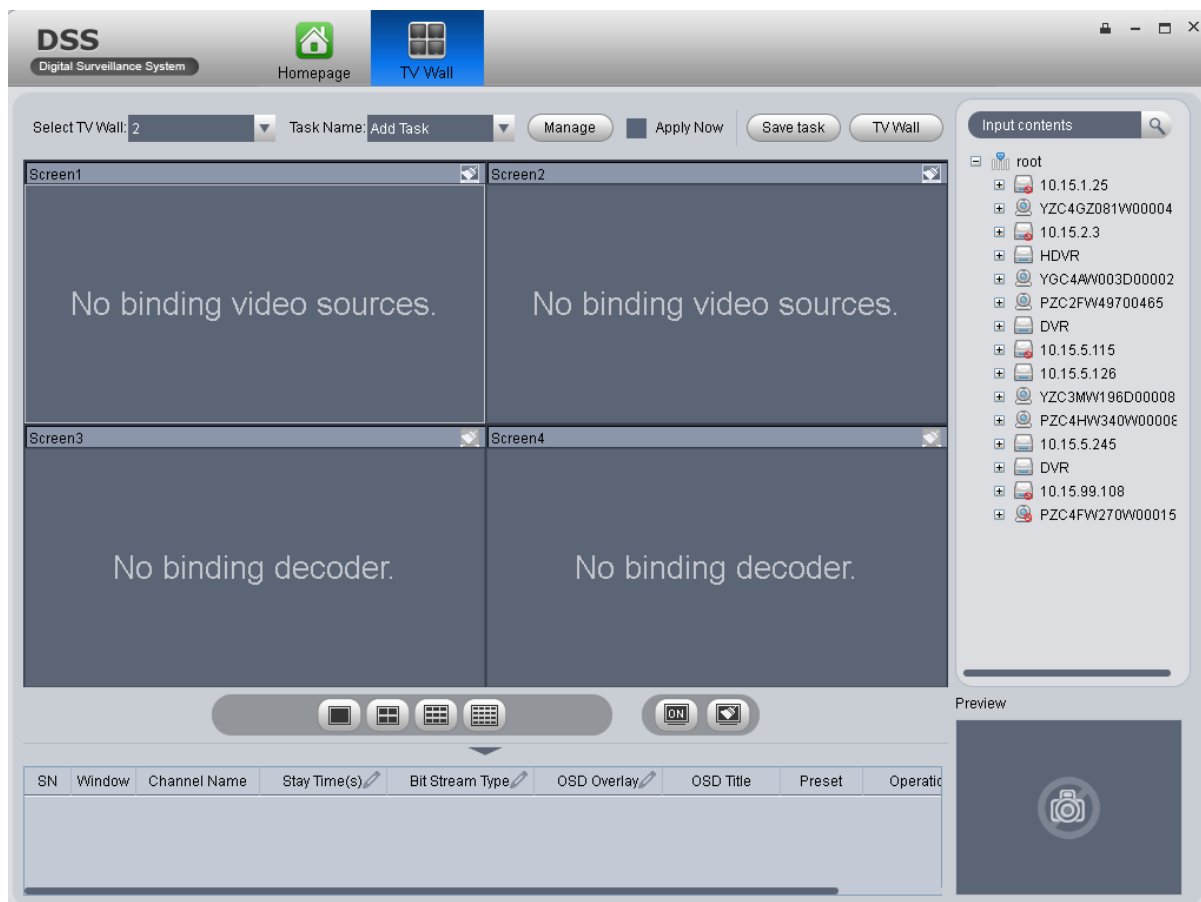 DSS
Digital Surveillance System
Homepage
TV Wall
Select TV Wall: 2
Task Name: Add Task
Manage
Apply Now
Save task
TV Wall
Input contents
Screen1
Screen2
No binding video sources.
No binding video sources.
Screen3
Screen4
No binding decoder.
No binding decoder.
root
10.15.1.25
YZC4GZ081W00004
10.15.2.3
HDVR
YGC4AW003D00002
PZC2FW49700465
DVR
10.15.5.115
10.15.5.126
YZC3MW196D00008
PZC4HW340W00008
10.15.5.245
DVR
10.15.99.108
PZC4FW270W00015
ON
Preview
SN Window Channel Name Stay Time(s) Bit Stream Type OSD Overlay OSD Title Preset Operatio